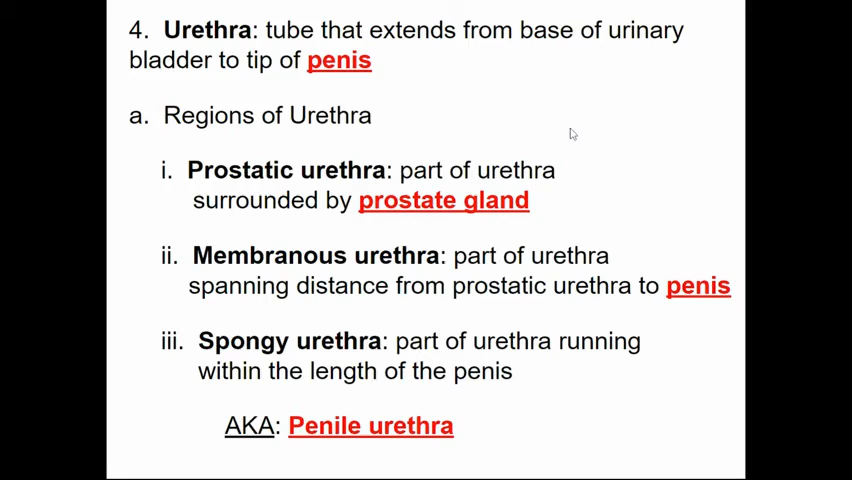 4. Urethra: tube that extends from base of urinary
bladder to tip of penis
a. Regions of Urethra
i. Prostatic urethra: part of urethra
surrounded by prostate gland
ii. Membranous urethra: part of urethra
spanning distance from prostatic urethra to penis
iii. Spongy urethra: part of urethra running
within the length of the penis
AKA: Penile urethra